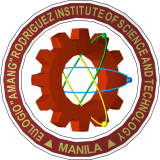 EULOGIO "AMANG" RODRIGUEZ INSTITUTE OF SCIENCE AND TECHNOLOGY
MANILA